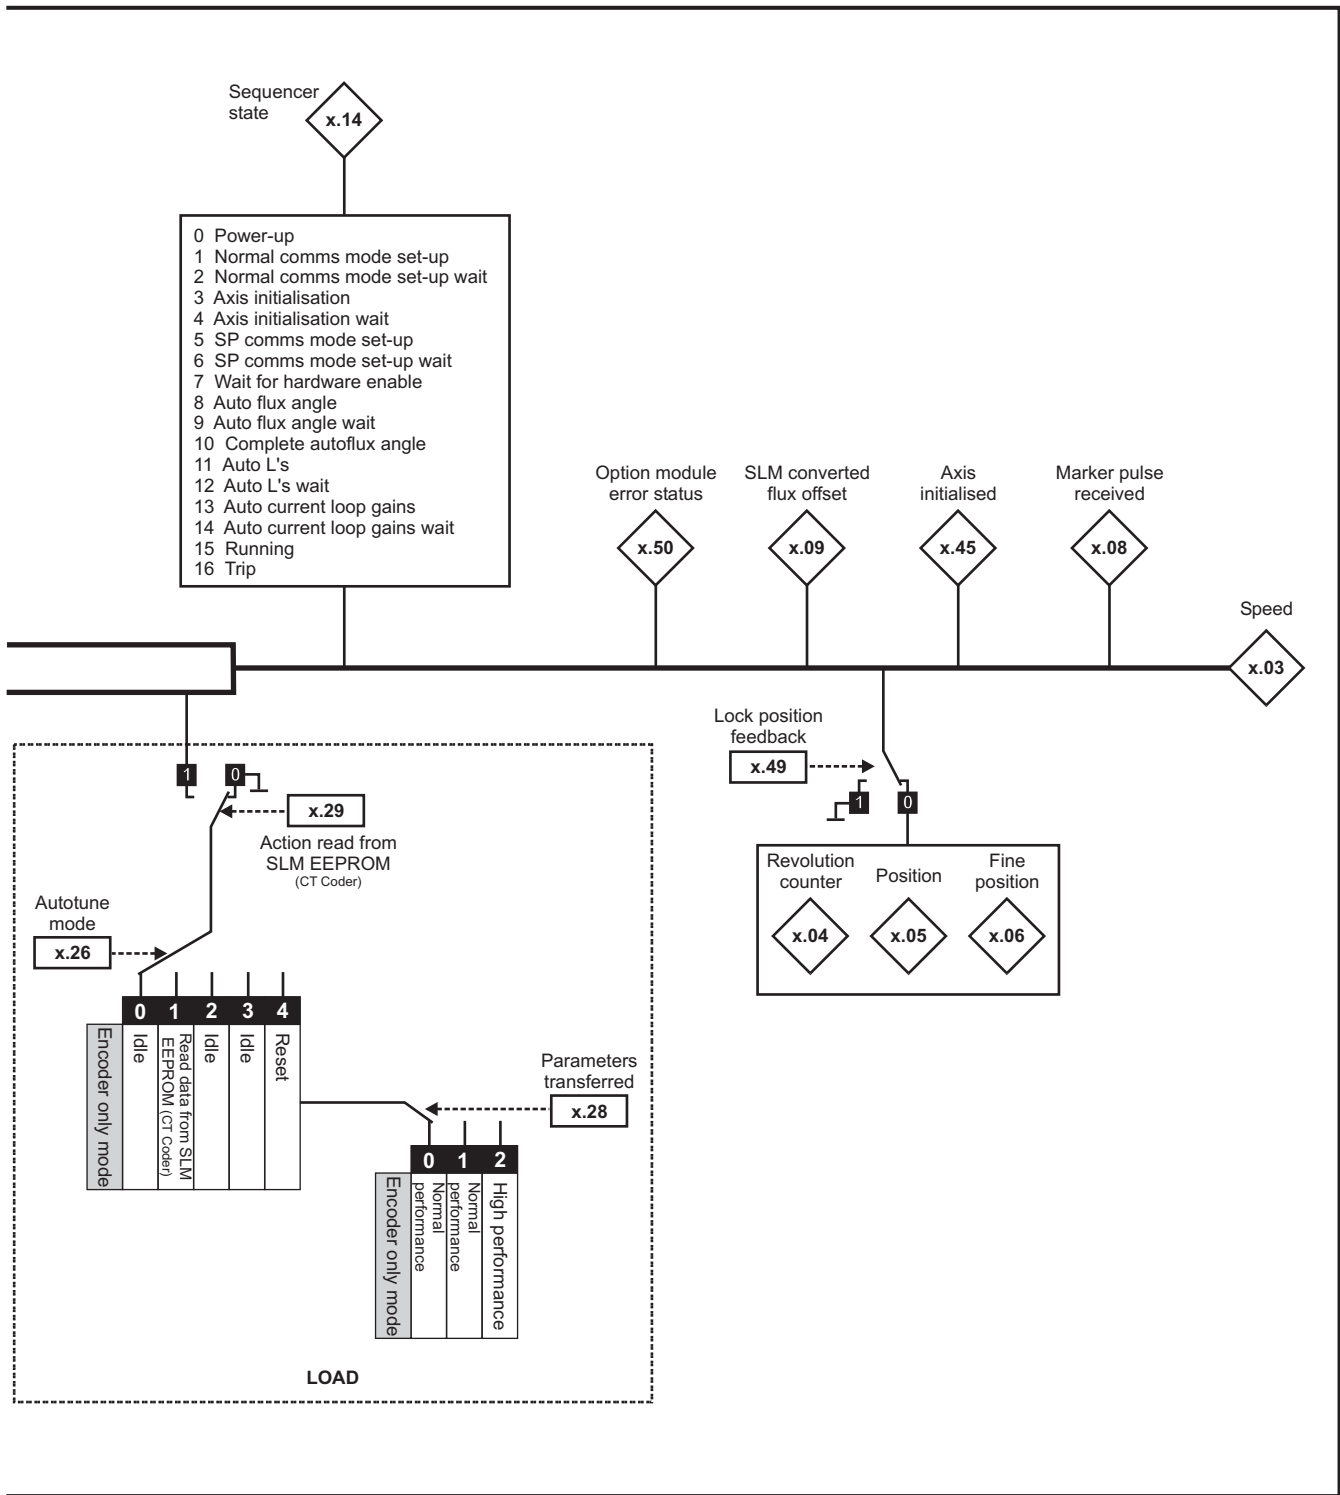 Sequencer
state
x.14
0 Power-up
1 Normal comms mode set-up
2 Normal comms mode set-up wait
3 Axis initialisation
4 Axis initialisation wait
5 SP comms mode set-up
6 SP comms mode set-up wait
7 Wait for hardware enable
8 Auto flux angle
9 Auto flux angle wait
10 Complete autoflux angle
11 Auto L's
12 Auto L's wait
13 Auto current loop gains
14 Auto current loop gains wait
15 Running
16 Trip
Option module
error status
x.50
SLM converted
flux offset
x.09
Axis
initialised
x.45
Marker pulse
received
x.08
Speed
x.03
Lock position
feedback
x.49
1
0
Revolution
counter
x.04
Position
x.05
Fine
position
x.06
1
0
x.29
Action read from
SLM EEPROM
(CT Coder)
Autotune
mode
x.26
0 1 2 3 4
Encoder only mode
Idle
Read data from SLM
EEPROM (CT Coder)
Idle
Idle
Reset
Parameters
transferred
x.28
0 1 2
Encoder only mode
Normal
performance
Normal
performance
High performance
LOAD